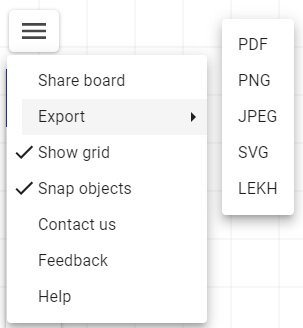 Share board
Export
Show grid
Snap objects
Contact us
Feedback
Help
PDF
PNG
JPEG
SVG
LEKH